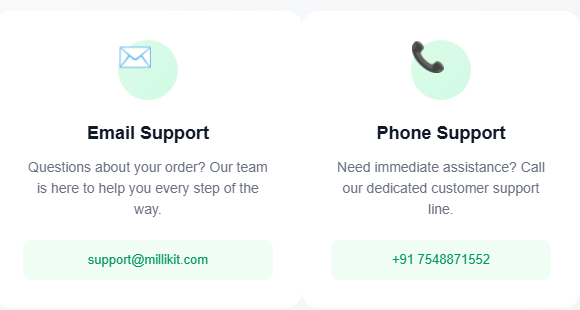 Email Support
Questions about your order? Our team
is here to help you every step of the
way.
support@millikit.com
Phone Support
Need immediate assistance? Call
our dedicated customer support
line.
+91 7548871552